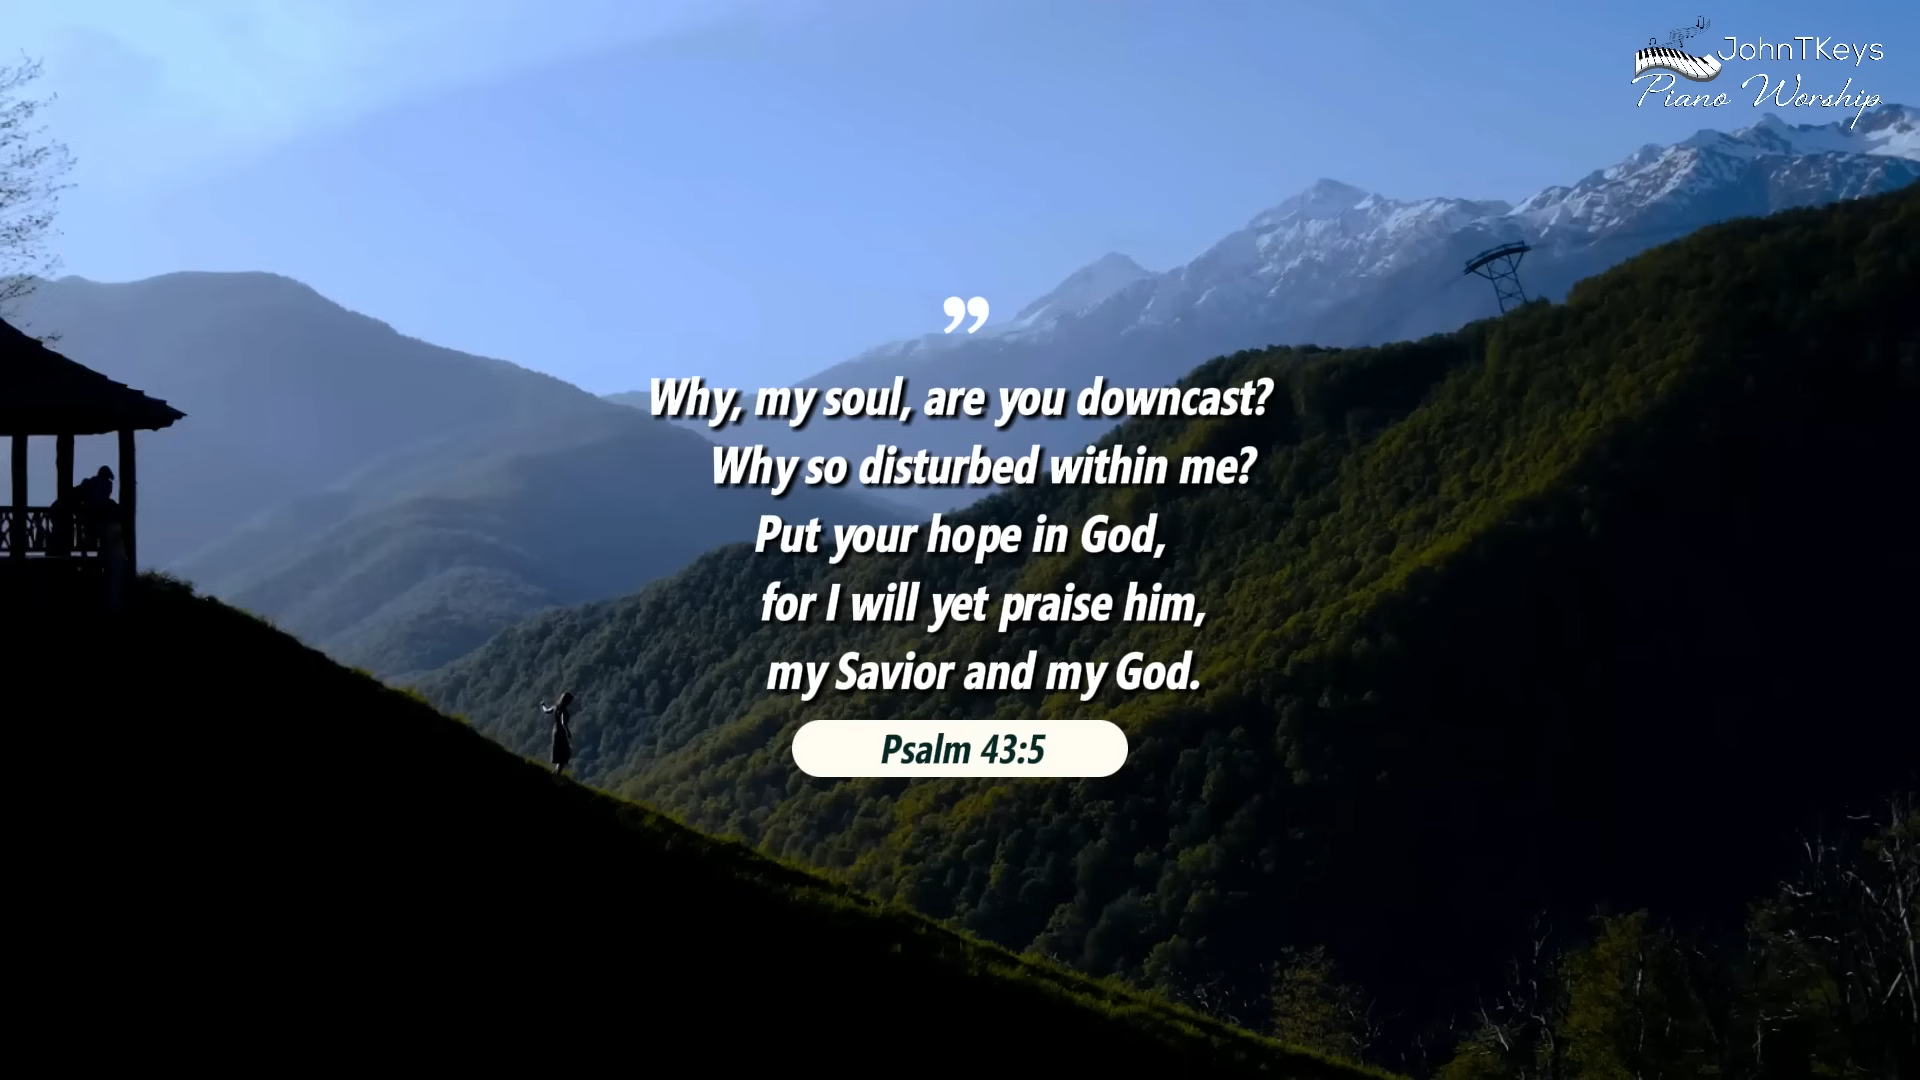 JohnTKeys
Piano Worship
”
Why, my soul, are you downcast?
Why so disturbed within me?
Put your hope in God,
for I will yet praise him,
my Savior and my God.
Psalm 43:5